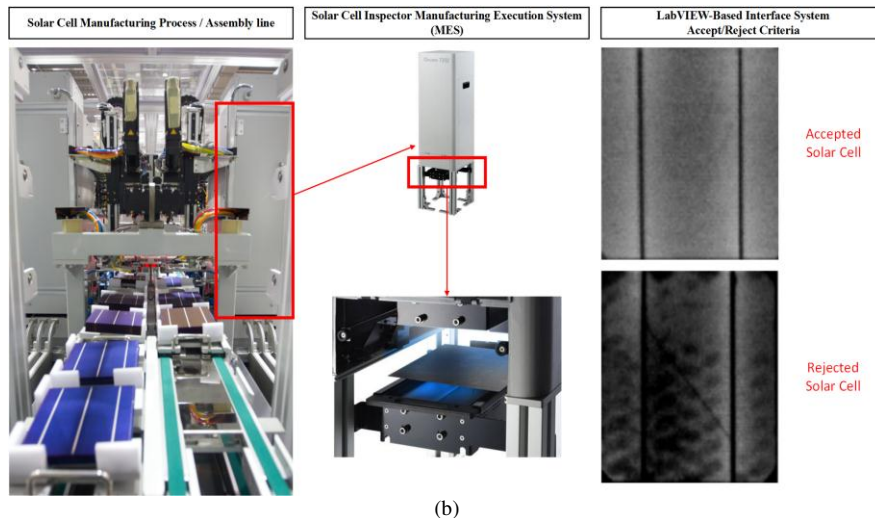 Solar Cell Manufacturing Process / Assembly line
Solar Cell Inspector Manufacturing Execution System
(MES)
LabVIEW-Based Interface System
Accept/Reject Criteria
Accepted
Solar Cell
Rejected
Solar Cell
(b)